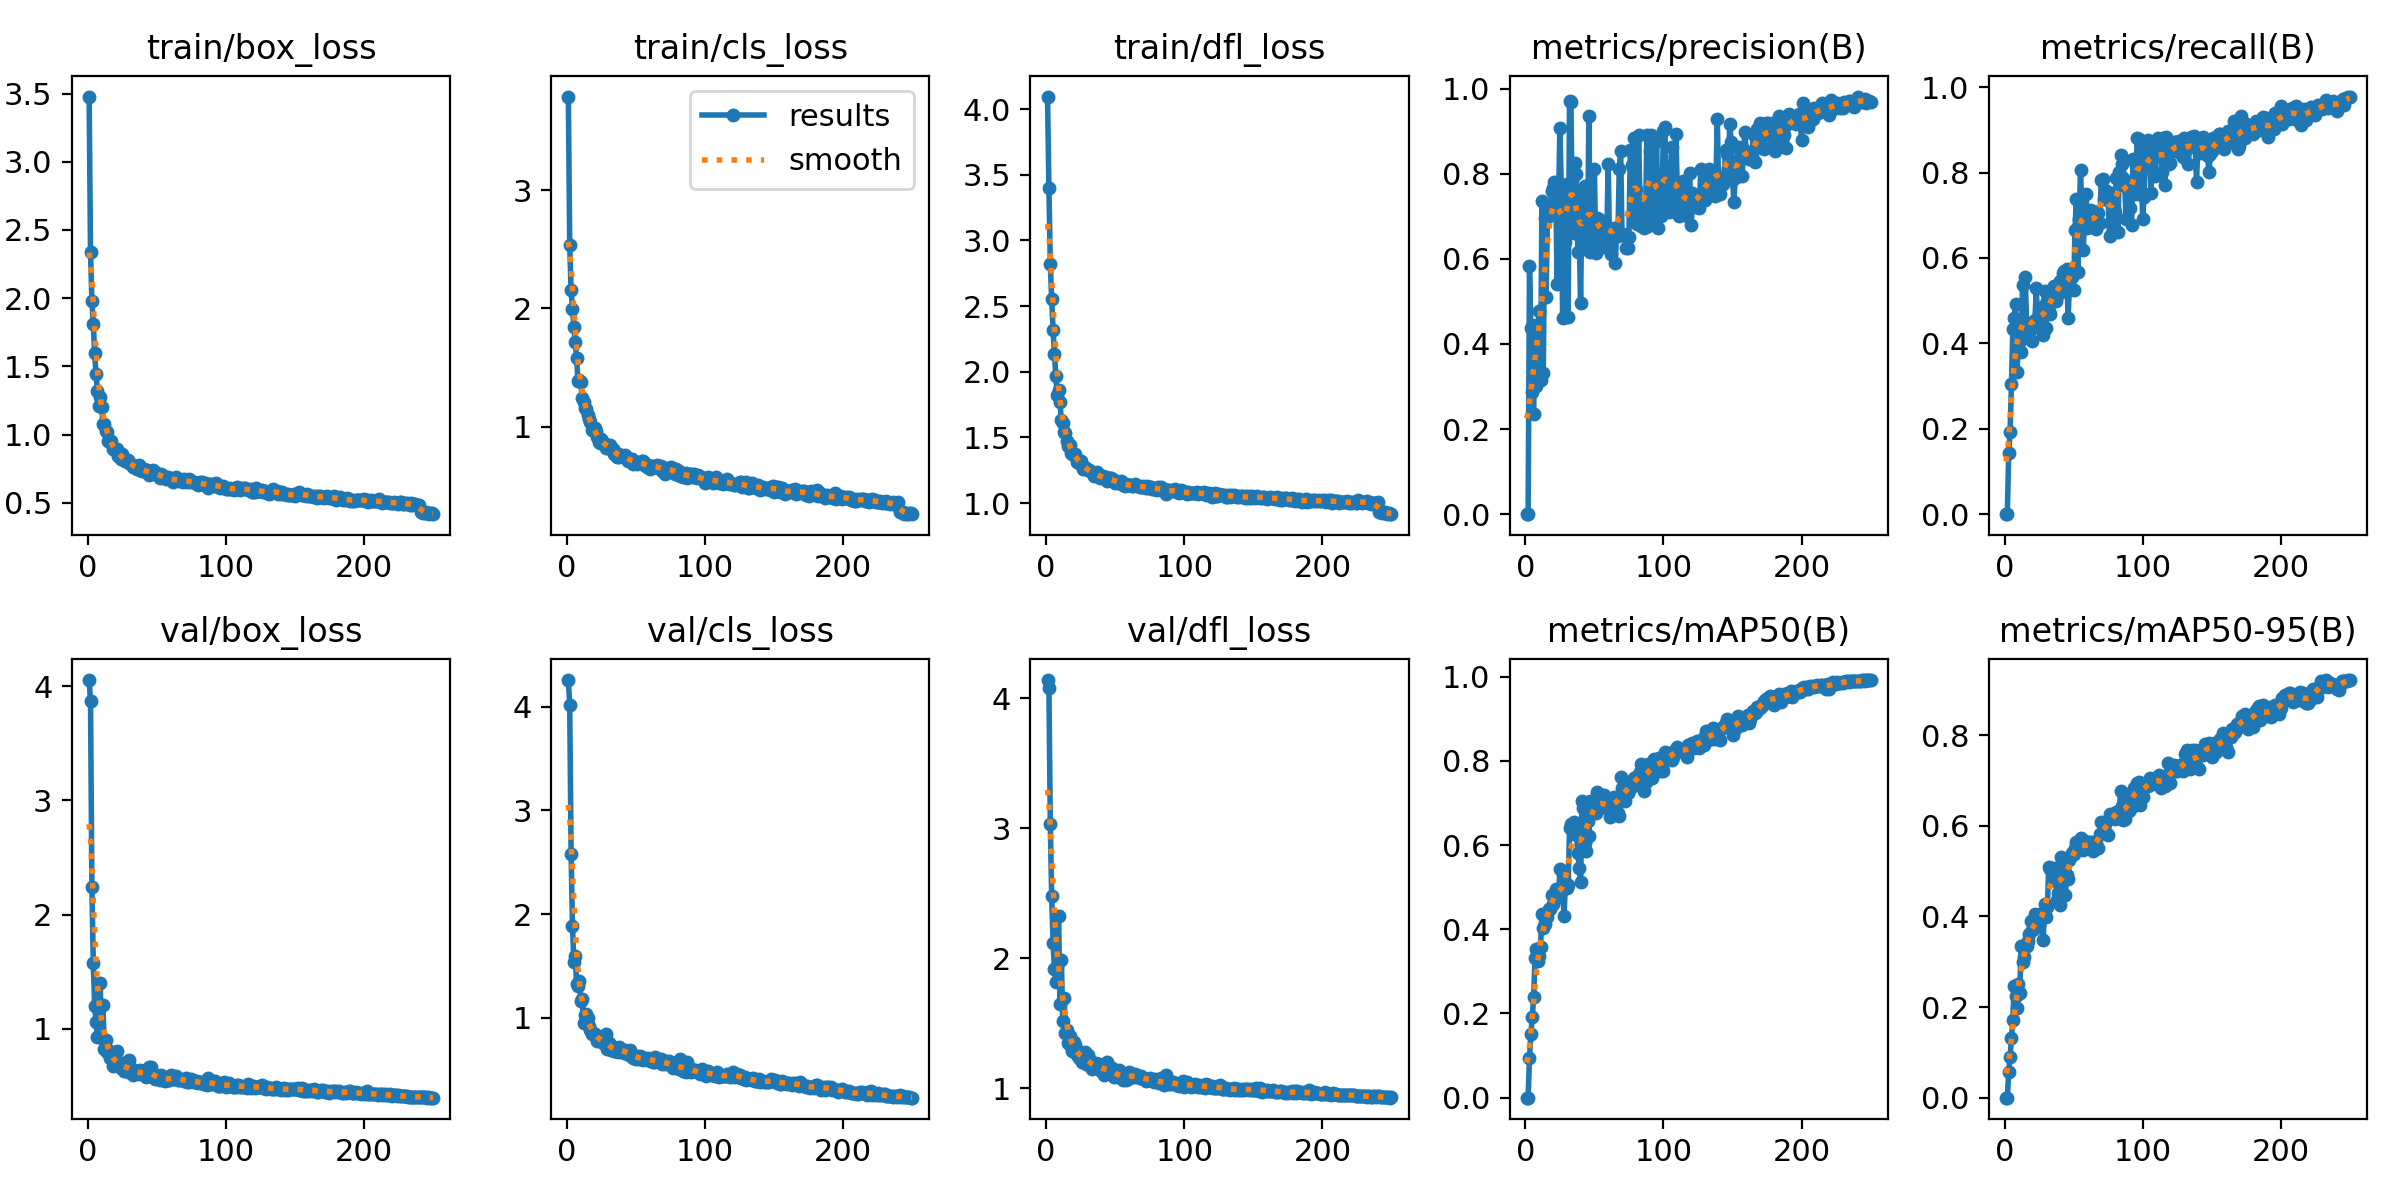 train/box_loss
3.5
3.0
2.5
2.0
1.5
1.0
0.5
0 100 200
train/cls_loss
results
smooth
3
2
1
0 100 200
train/dfl_loss
4.0
3.5
3.0
2.5
2.0
1.5
1.0
0 100 200
metrics/precision(B)
1.0
0.8
0.6
0.4
0.2
0.0
0 100 200
metrics/recall(B)
1.0
0.8
0.6
0.4
0.2
0.0
0 100 200
val/box_loss
4
3
2
1
0 100 200
val/cls_loss
4
3
2
1
0 100 200
val/dfl_loss
4
3
2
1
0 100 200
metrics/mAP50(B)
1.0
0.8
0.6
0.4
0.2
0.0
0 100 200
metrics/mAP50-95(B)
0.8
0.6
0.4
0.2
0.0
0 100 200